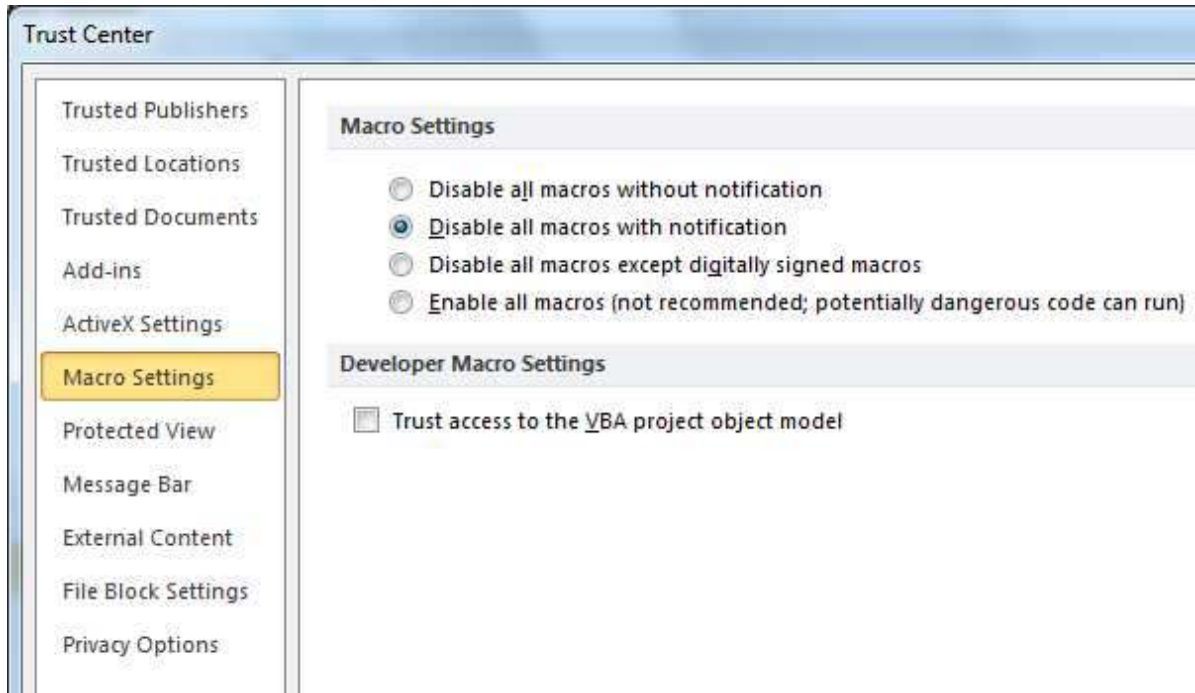 Trust Center
Trusted Publishers
Trusted Locations
Trusted Documents
Add-ins
ActiveX Settings
Macro Settings
Protected View
Message Bar
External Content
File Block Settings
Privacy Options
Macro Settings
Disable all macros without notification
Disable all macros with notification
Disable all macros except digitally signed macros
Enable all macros (not recommended; potentially dangerous code can run)
Developer Macro Settings
Trust access to the VBA project object model